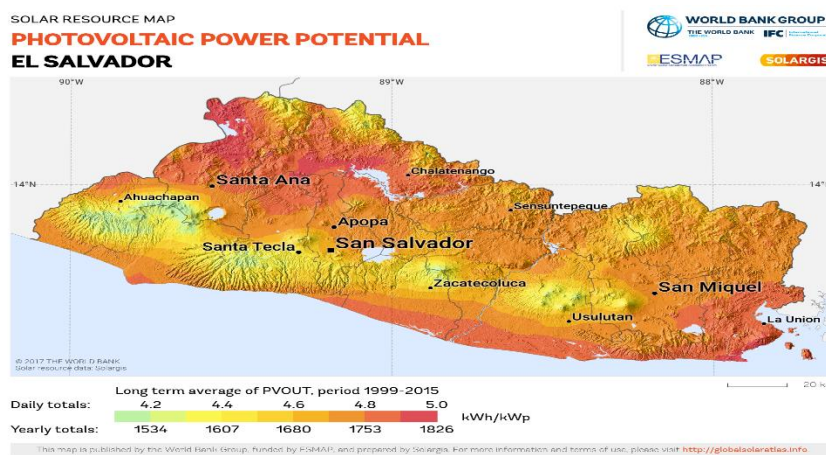 SOLAR RESOURCE MAP
PHOTOVOLTAIC POWER POTENTIAL
EL SALVADOR
WORLD BANK GROUP
THE WORLD BANK IFC
ESMAP SOLARGIS
90°W 89°W 88°W
14°N 14°N
Chalatenango
Santa Ana
Ahuachapan
Sensuntepeque
Apopa
Santa Tecla San Salvador
Zacatecoluca
San Miquel
Usulutan
La Union
© 2017 THE WORLD BANK
Solar resource data: Solargis
20 k
Long term average of PVOUT, period 1999-2015
Daily totals: 4.2 4.4 4.6 4.8 5.0
kWh/kWp
Yearly totals: 1534 1607 1680 1753 1826
This map is published by the World Bank Group, funded by ESMAP, and prepared by Solargis. For more information and terms of use, please visit http://globalsolaratlas.info.